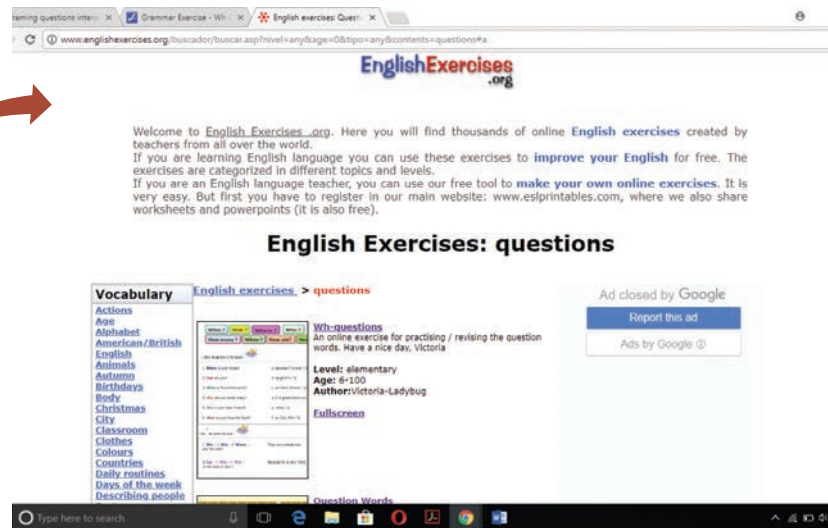 raming questions intera
Grammar Exercise - Wh
English exercises: Quest
www.englishexercises.org/buscador/buscar.asp?nivel=any&age=0&tipo=any&contents=questions#a
EnglishExercises
.org
Welcome to English Exercises .org. Here you will find thousands of online English exercises created by
teachers from all over the world.
If you are learning English language you can use these exercises to improve your English for free. The
exercises are categorized in different topics and levels.
If you are an English language teacher, you can use our free tool to make your own online exercises. It is
very easy. But first you have to register in our main website: www.eslprintables.com, where we also share
worksheets and powerpoints (it is also free).
English Exercises: questions
Vocabulary
Actions
Age
Alphabet
American/British
English
Animals
Autumn
Birthdays
Body
Christmas
City
Classroom
Clothes
Colours
Countries
Daily routines
Days of the week
Describing people
English exercises > questions
Wh-questions
An online exercise for practising / revising the question
words. Have a nice day, Victoria
Level: elementary
Age: 6-100
Author:Victoria-Ladybug
Fullscreen
Question Words
Ad closed by Google
Report this ad
Ads by Google
Type here to search